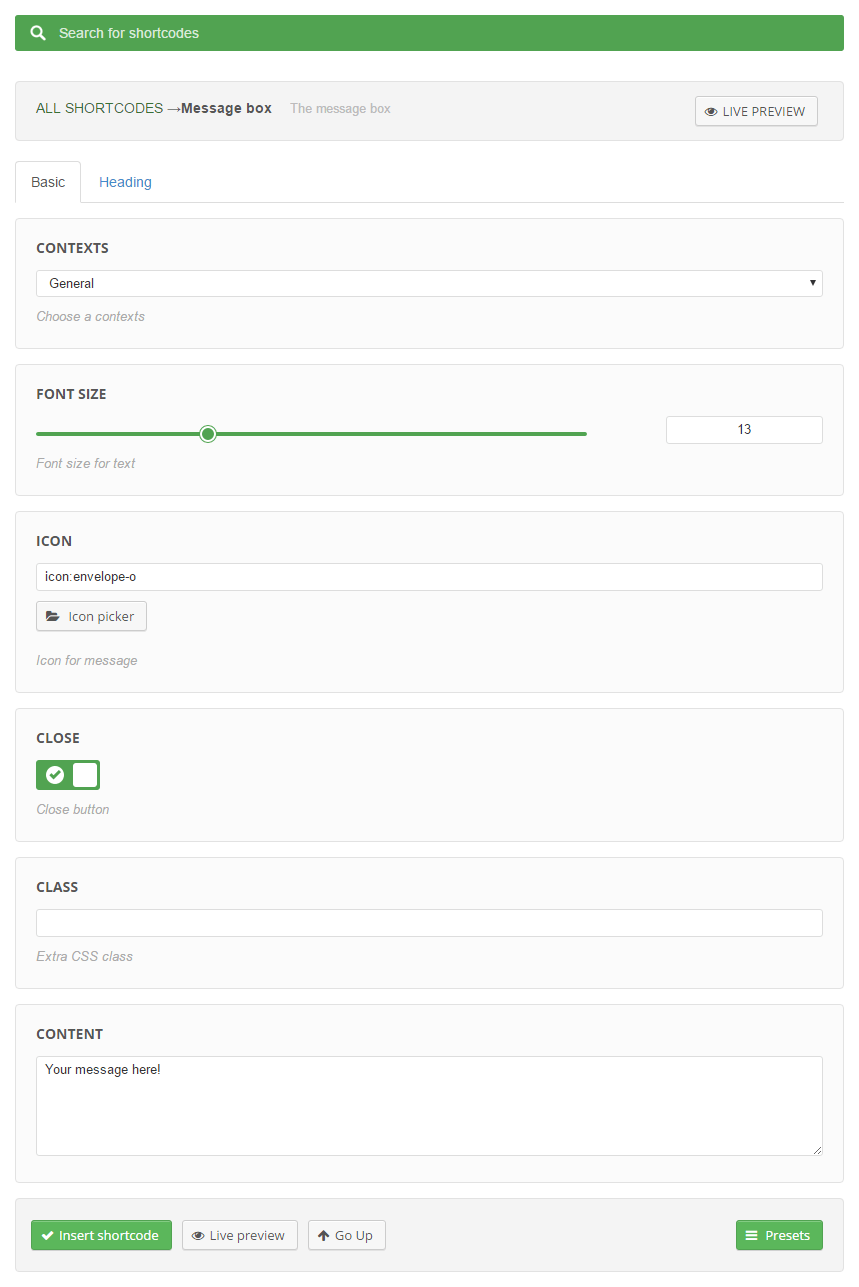 Search for shortcodes
ALL SHORTCODES →Message box The message box LIVE PREVIEW
Basic Heading
CONTEXTS
General
Choose a contexts
FONT SIZE
13
Font size for text
ICON
icon:envelope-o
Icon picker
Icon for message
CLOSE
Close button
CLASS
Extra CSS class
CONTENT
Your message here!
Insert shortcode Live preview Go Up Presets